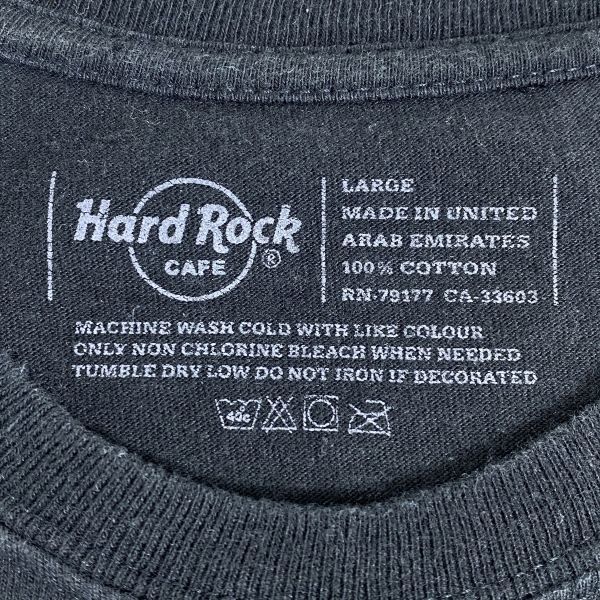 Hard Rock
CAFE
®
LARGE
MADE IN UNITED
ARAB EMIRATES
100% COTTON
RN-79177 CA-33603
MACHINE WASH COLD WITH LIKE COLOUR
ONLY NON CHLORINE BLEACH WHEN NEEDED
TUMBLE DRY LOW DO NOT IRON IF DECORATED
40c